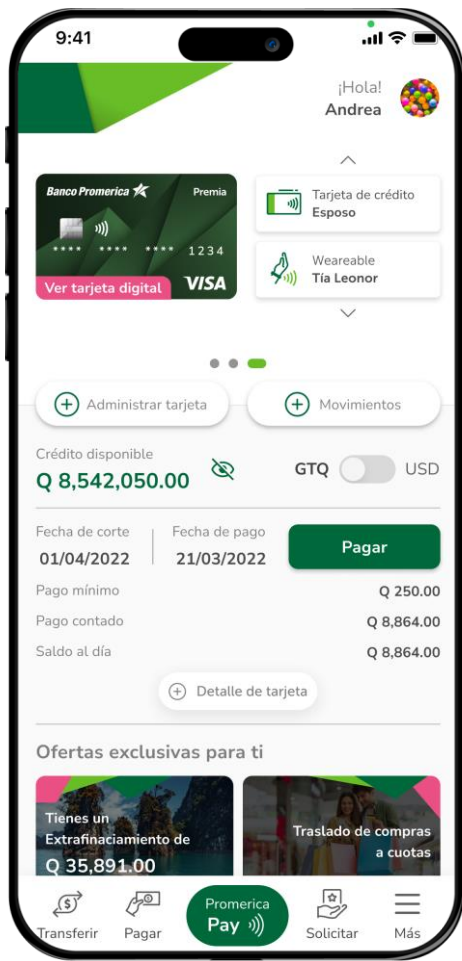 9:41
¡Hola!
Andrea
Banco Promerica
Premia
**** **** **** 1234
Ver tarjeta digital
VISA
Tarjeta de crédito
Esposo
Weareable
Tía Leonor
Administrar tarjeta
Movimientos
Crédito disponible
Q 8,542,050.00
GTQ USD
Fecha de corte
01/04/2022
Fecha de pago
21/03/2022
Pagar
Pago mínimo Q 250.00
Pago contado Q 8,864.00
Saldo al día Q 8,864.00
Detalle de tarjeta
Ofertas exclusivas para ti
Tienes un
Extrafinaciamiento de
Q 35,891.00
Traslado de compras
a cuotas
Transferir
Pagar
Promerica
Pay
Solicitar
Más